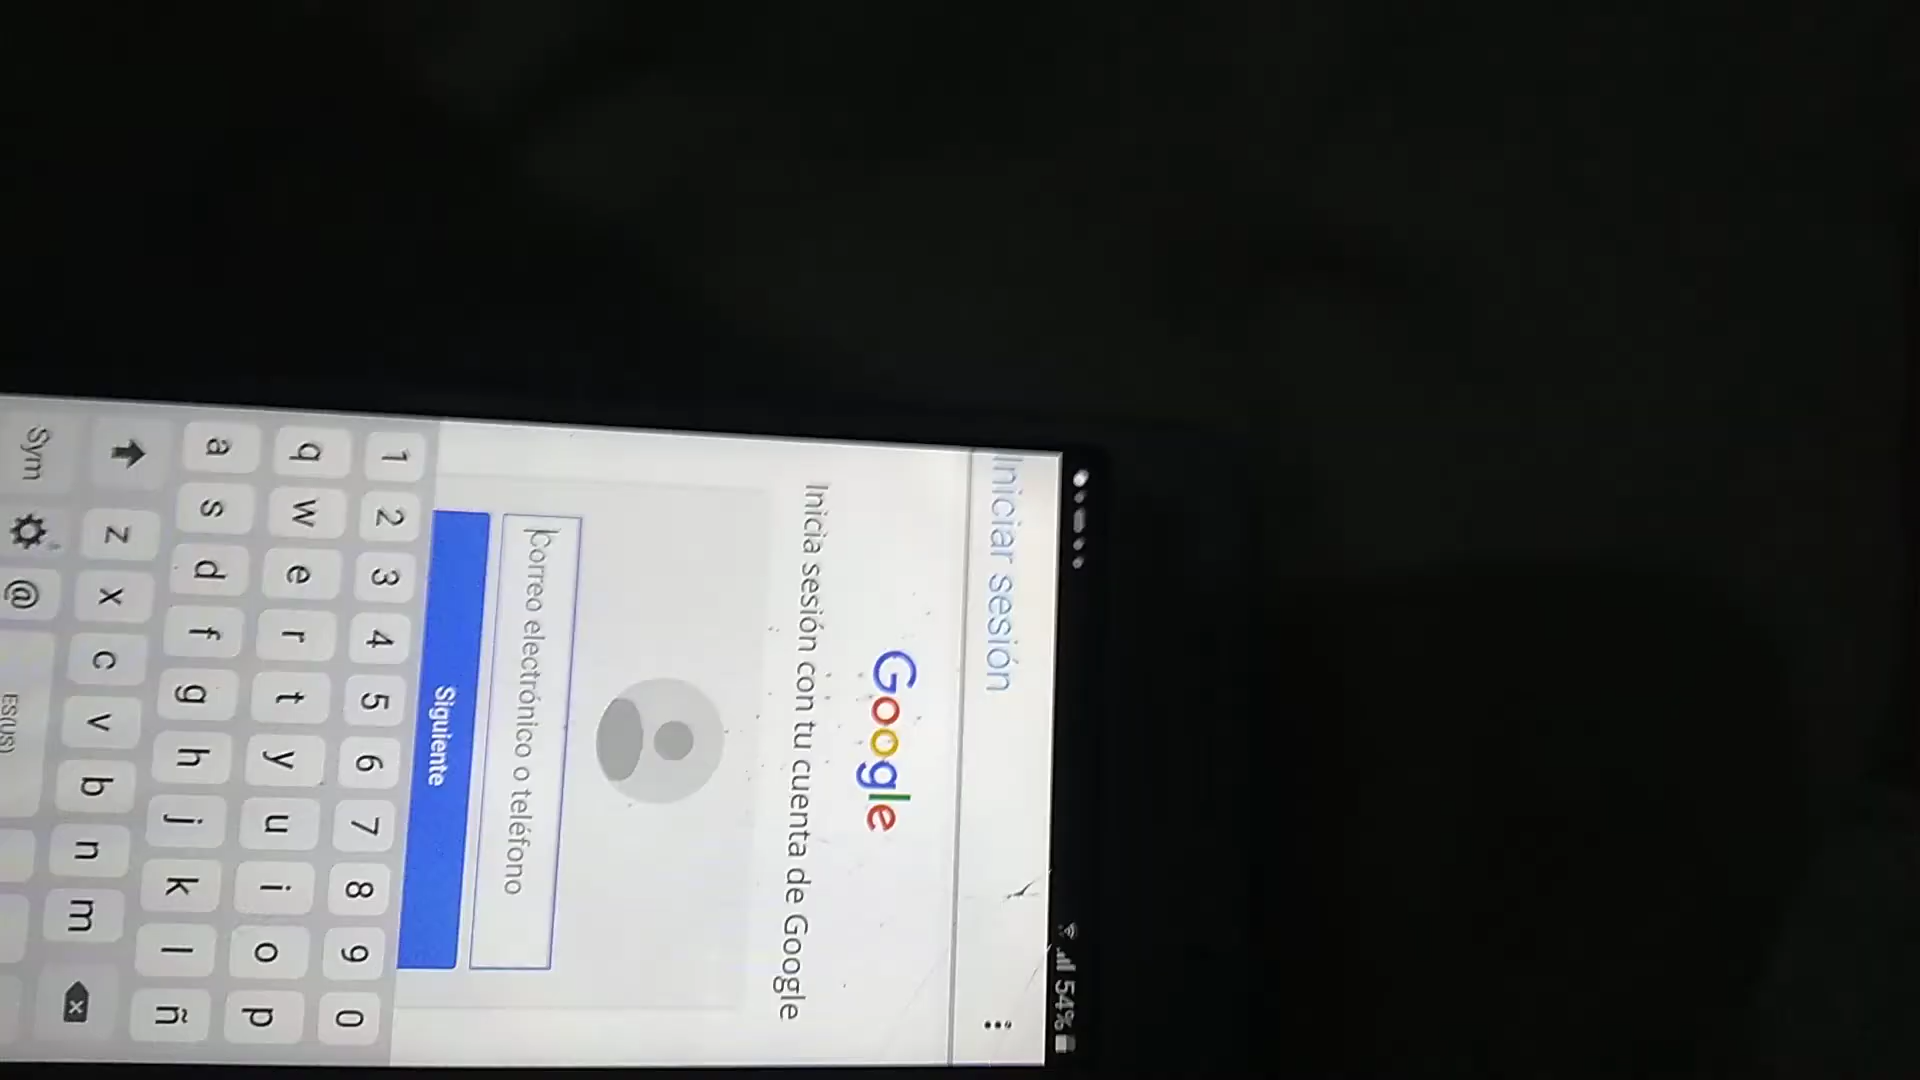 54%
Iniciar sesión
Google
Inicia sesión con tu cuenta de Google
Correo electrónico o teléfono
Siguiente
1 2 3 4 5 6 7 8 9 0
q w e r t y u i o p
a s d f g h j k l ñ
z x c v b n m
Sym @ ES(US)